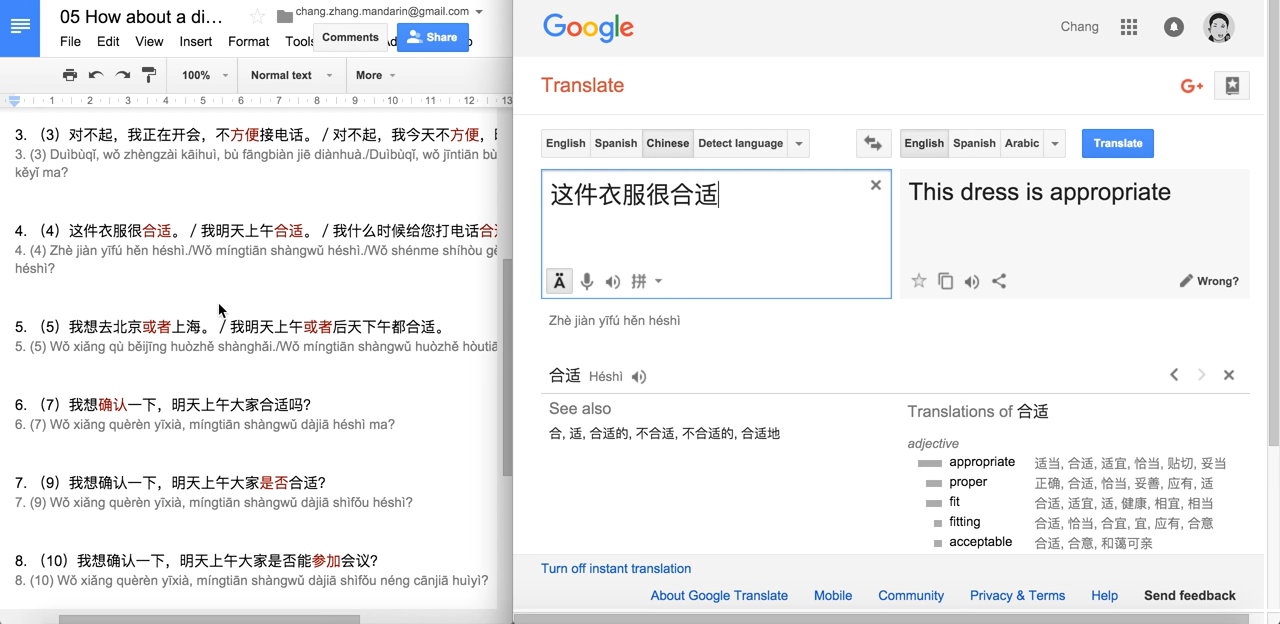 05 How about a di…
chang.zhang.mandarin@gmail.com
File Edit View Insert Format Tools
Comments
Share
100% Normal text More
1 2 3 4 5 6 7 8 9 10 11 12 13
3. （3）对不起，我正在开会，不方便接电话。 / 对不起，我今天不方便，
3. (3) Duìbùqǐ, wǒ zhèngzài kāihuì, bù fāngbiàn jiē diànhuà./Duìbùqǐ, wǒ jīntiān bù
kěyǐ ma?
4. （4）这件衣服很合适。 / 我明天上午合适。 / 我什么时候给您打电话合适
4. (4) Zhè jiàn yīfú hěn héshì./Wǒ míngtiān shàngwǔ héshì./Wǒ shénme shíhòu gě
héshì?
5. （5）我想去北京或者上海。 / 我明天上午或者后天下午都合适。
5. (5) Wǒ xiǎng qù běijīng huòzhě shànghǎi./Wǒ míngtiān shàngwǔ huòzhě hòutiā
6. （7）我想确认一下，明天上午大家合适吗?
6. (7) Wǒ xiǎng quèrèn yīxià, míngtiān shàngwǔ dàjiā héshì ma?
7. （9）我想确认一下，明天上午大家是否合适?
7. (9) Wǒ xiǎng quèrèn yīxià, míngtiān shàngwǔ dàjiā shìfǒu héshì?
8. （10）我想确认一下，明天上午大家是否能参加会议?
8. (10) Wǒ xiǎng quèrèn yīxià, míngtiān shàngwǔ dàjiā shìfǒu néng cānjiā huìyì?
Google
Chang
Translate
G+
English Spanish Chinese Detect language
English Spanish Arabic
Translate
这件衣服很合适
This dress is appropriate
Ä 拼
Wrong?
Zhè jiàn yīfú hěn héshì
合适 Héshì
See also
合, 适, 合适的, 不合适, 不合适的, 合适地
Translations of 合适
adjective
appropriate 适当, 合适, 适宜, 恰当, 贴切, 妥当
proper 正确, 合适, 恰当, 妥善, 应有, 适
fit 合适, 适宜, 适, 健康, 相宜, 相当
fitting 合适, 恰当, 合宜, 宜, 应有, 合意
acceptable 合适, 合意, 和蔼可亲
Turn off instant translation
About Google Translate Mobile Community Privacy & Terms Help Send feedback